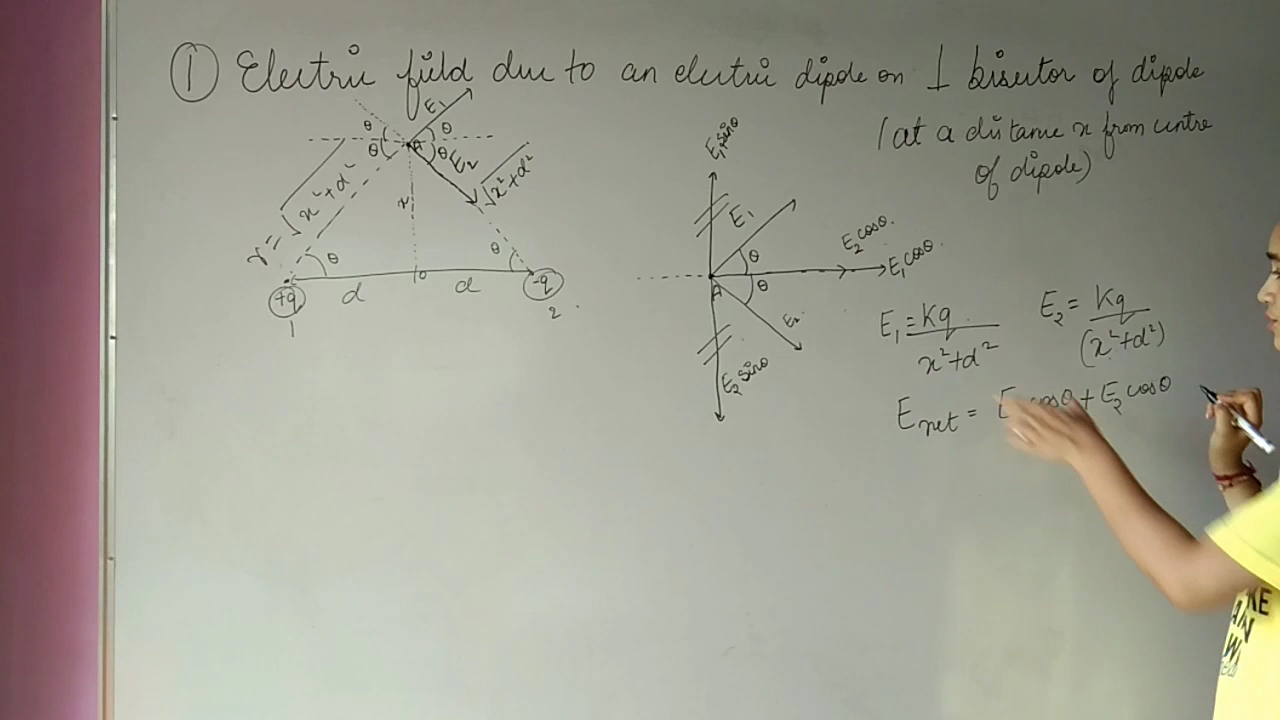 ① Electric field due to an electric dipole on ⊥ bisector of dipole
(at a distance x from centre
of dipole)
E₁
θ θ
θ A θ E₂
r = √x²+d²
x
√x²+d²
θ θ
+q d o d -q
1 2
E₁sinθ
E₁
θ
E₂cosθ
E₁cosθ
A θ
E₂
E₂sinθ
E₁ = Kq / x²+d²
E₂ = Kq / (x²+d²)
E net = E cosθ + E₂cosθ